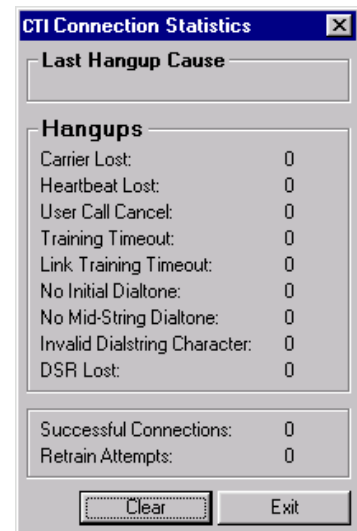 CTI Connection Statistics
Last Hangup Cause
Hangups
Carrier Lost: 0
Heartbeat Lost: 0
User Call Cancel: 0
Training Timeout: 0
Link Training Timeout: 0
No Initial Dialtone: 0
No Mid-String Dialtone: 0
Invalid Dialstring Character: 0
DSR Lost: 0
Successful Connections: 0
Retrain Attempts: 0
Clear Exit